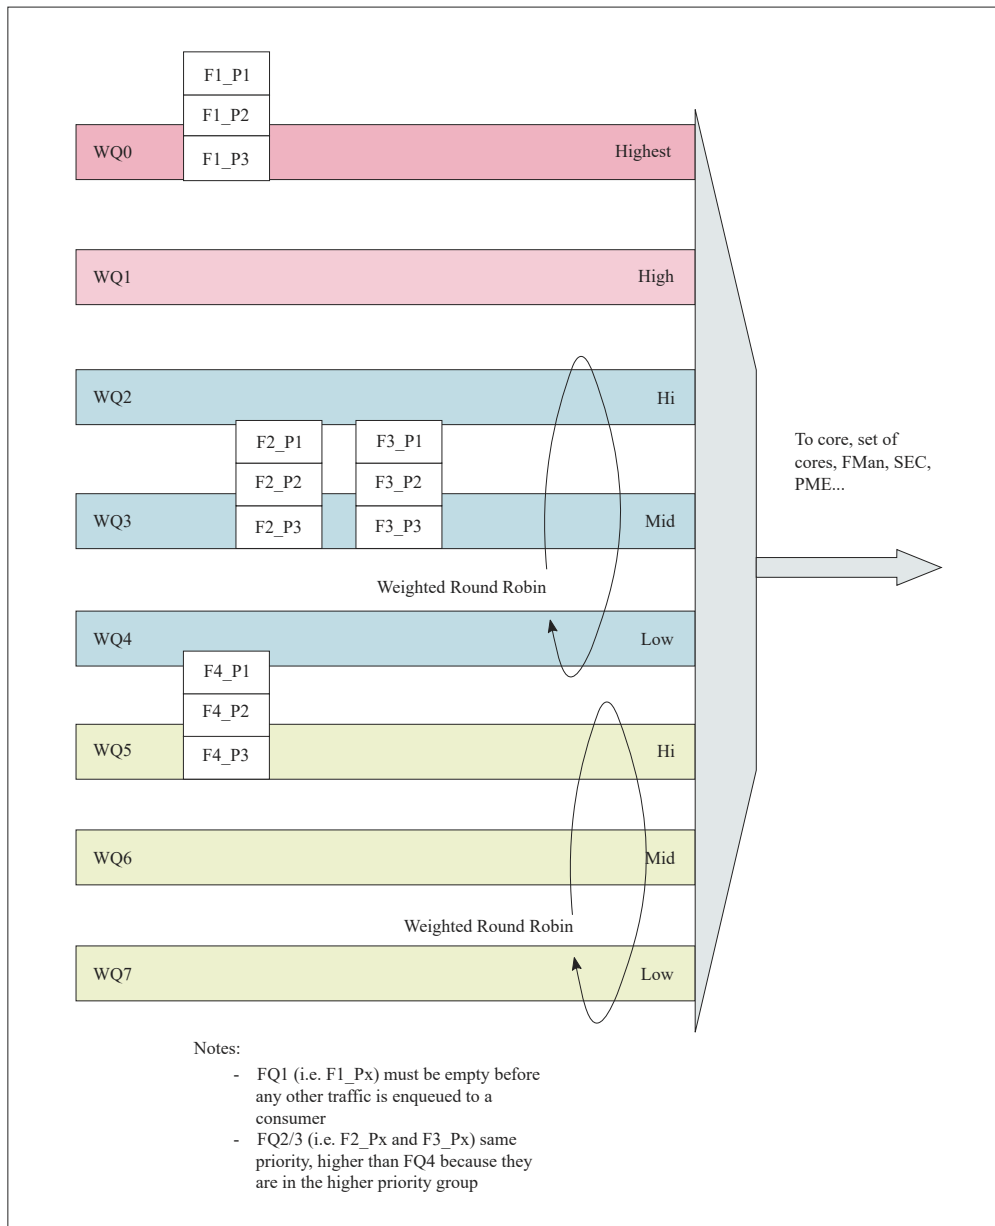 F1_P1
F1_P2
WQ0
F1_P3
Highest
WQ1
High
WQ2
Hi
F2_P1
F3_P1
F2_P2
F3_P2
WQ3
F2_P3
F3_P3
Mid
To core, set of
cores, FMan, SEC,
PME...
Weighted Round Robin
WQ4
Low
F4_P1
F4_P2
WQ5
F4_P3
Hi
WQ6
Mid
Weighted Round Robin
WQ7
Low
Notes:
- FQ1 (i.e. F1_Px) must be empty before
any other traffic is enqueued to a
consumer
- FQ2/3 (i.e. F2_Px and F3_Px) same
priority, higher than FQ4 because they
are in the higher priority group